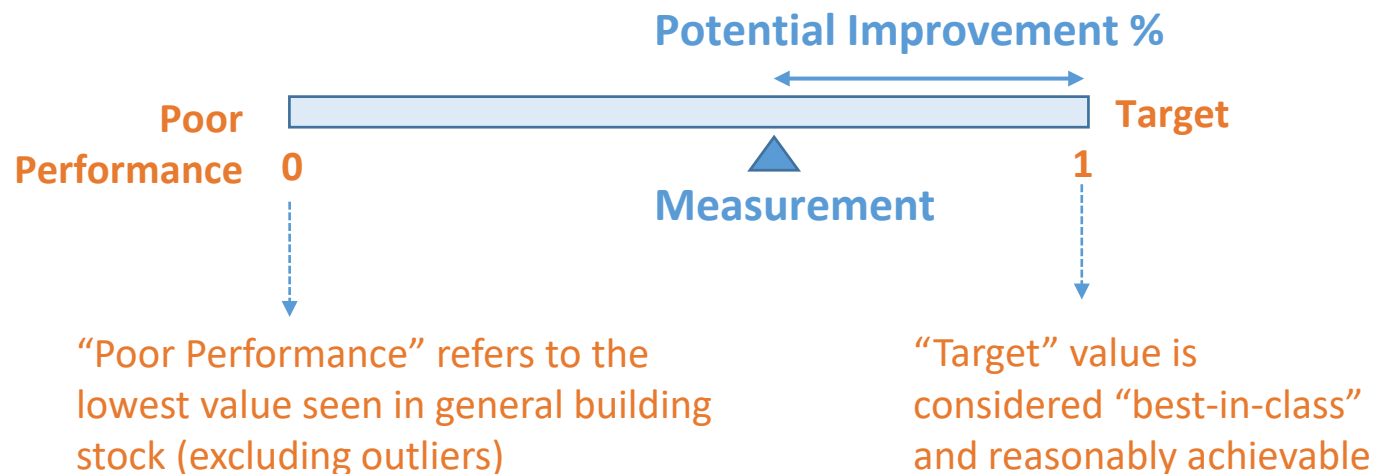 Potential Improvement %
Poor
Performance
0
Target
1
Measurement
“Poor Performance” refers to the
lowest value seen in general building
stock (excluding outliers)
“Target” value is
considered “best-in-class”
and reasonably achievable